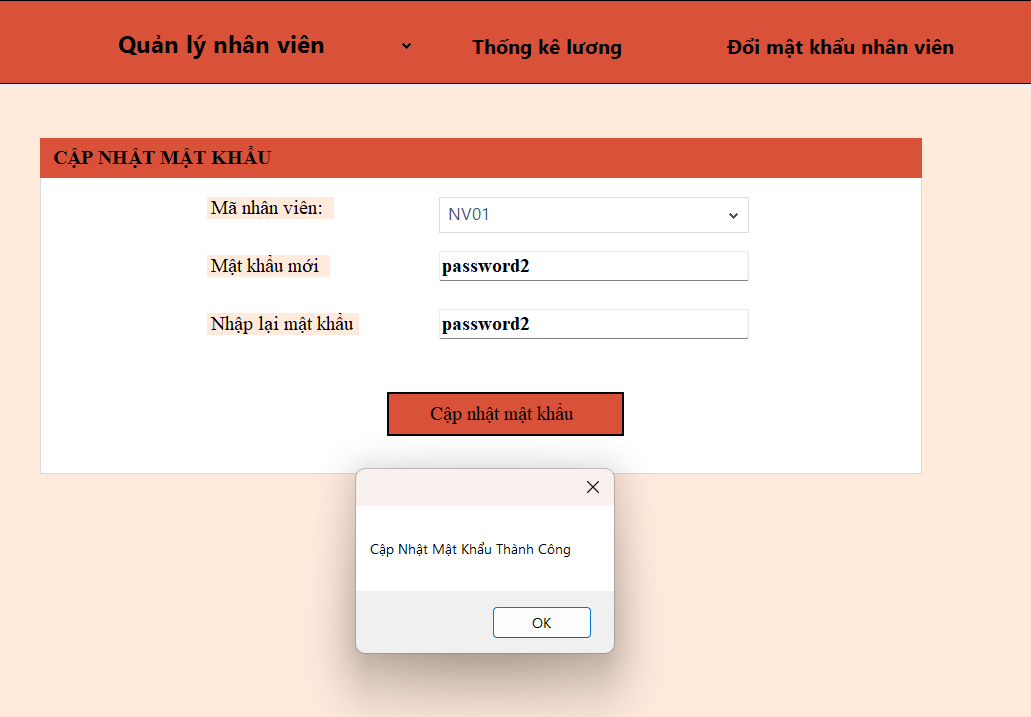 Quản lý nhân viên Thống kê lương Đổi mật khẩu nhân viên
CẬP NHẬT MẬT KHẨU
Mã nhân viên: NV01
Mật khẩu mới password2
Nhập lại mật khẩu password2
Cập nhật mật khẩu
Cập Nhật Mật Khẩu Thành Công
OK